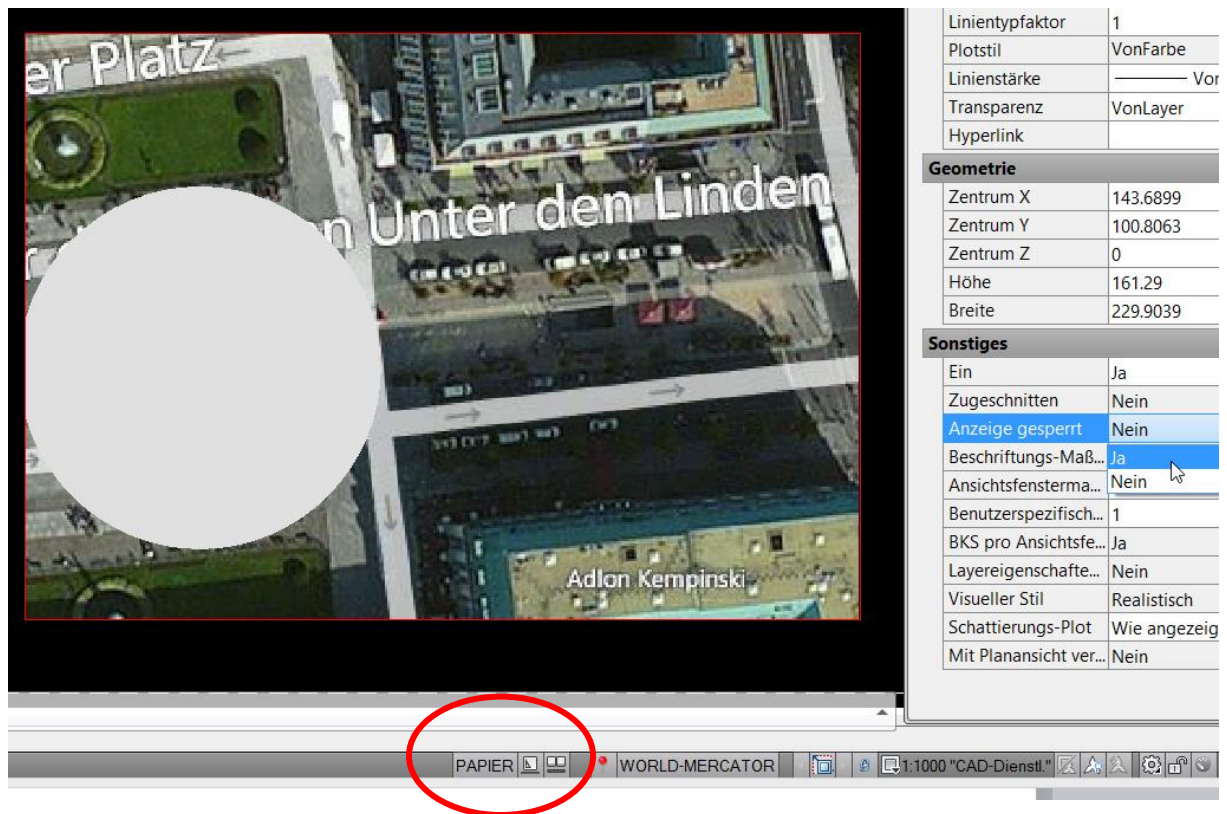 er Platz
n Unter den Linden
Adlon Kempinski
Linientypfaktor 1
Plotstil VonFarbe
Linienstärke Vor
Transparenz VonLayer
Hyperlink
Geometrie
Zentrum X 143.6899
Zentrum Y 100.8063
Zentrum Z 0
Höhe 161.29
Breite 229.9039
Sonstiges
Ein Ja
Zugeschnitten Nein
Anzeige gesperrt Nein
Beschriftungs-Maß... Ja
Ansichtsfensterma... Nein
Benutzerspezifisch... 1
BKS pro Ansichtsfe... Ja
Layereigenschafte... Nein
Visueller Stil Realistisch
Schattierungs-Plot Wie angezeig
Mit Planansicht ver... Nein
PAPIER WORLD-MERCATOR 1:1000 "CAD-Dienstl."